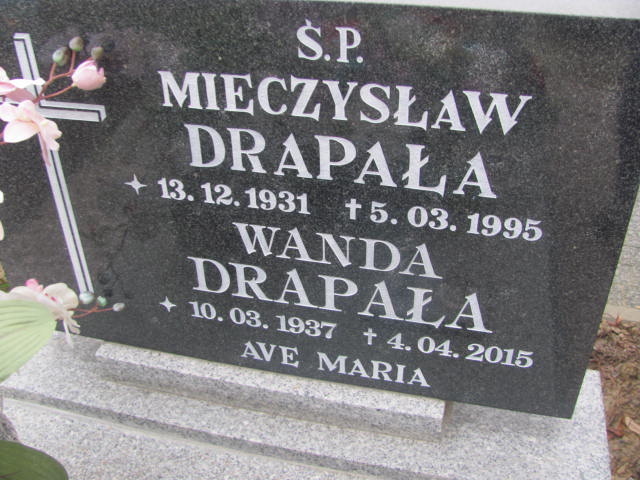 Ś.P.
MIECZYSŁAW
DRAPAŁA
13.12.1931 † 5.03.1995
WANDA
DRAPAŁA
10.03.1937 † 4.04.2015
AVE MARIA